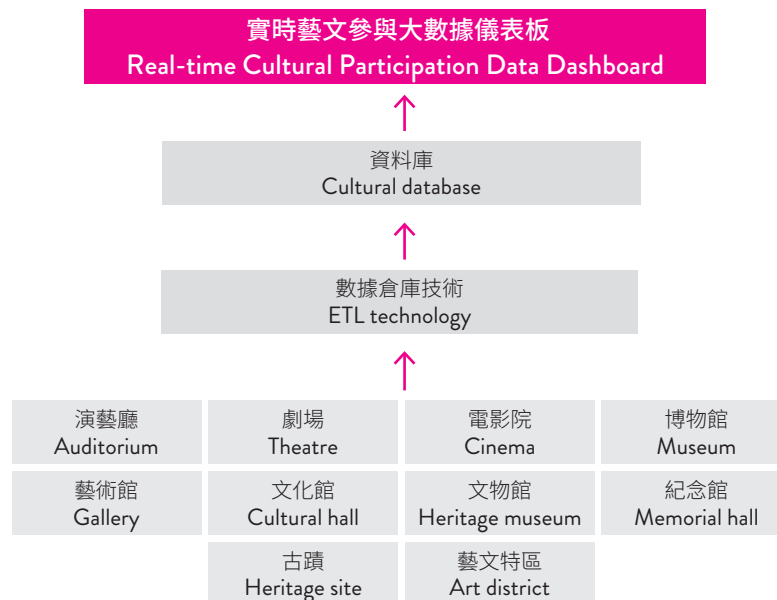 實時藝文參與大數據儀表板
Real-time Cultural Participation Data Dashboard
資料庫
Cultural database
數據倉庫技術
ETL technology
演藝廳
Auditorium
劇場
Theatre
電影院
Cinema
博物館
Museum
藝術館
Gallery
文化館
Cultural hall
文物館
Heritage museum
紀念館
Memorial hall
古蹟
Heritage site
藝文特區
Art district